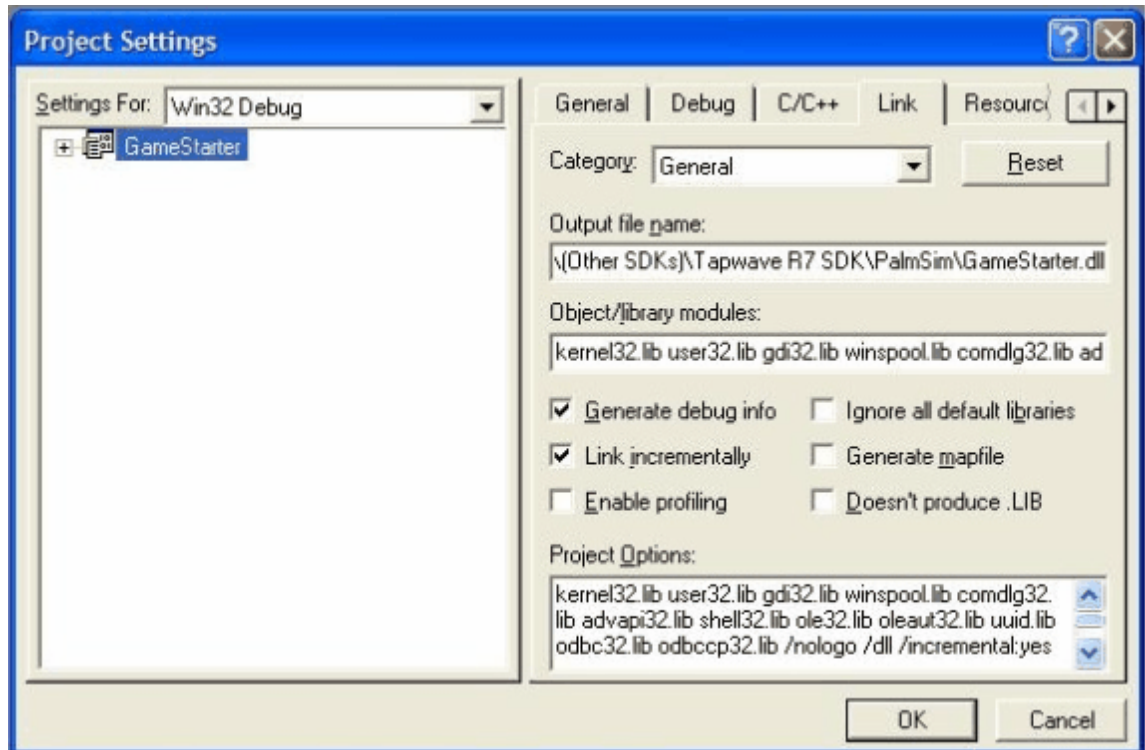 Project Settings
Settings For: Win32 Debug
GameStarter
General Debug C/C++ Link
Category: General Reset
Output file name:
\(Other SDKs)\Tapwave R7 SDK\PalmSim\GameStarter.dll
Object/library modules:
kernel32.lib user32.lib gdi32.lib winspool.lib comdlg32.lib ad
Generate debug info Ignore all default libraries
Link incrementally Generate mapfile
Enable profiling Doesn't produce .LIB
Project Options:
kernel32.lib user32.lib gdi32.lib winspool.lib comdlg32.
lib advapi32.lib shell32.lib ole32.lib oleaut32.lib uuid.lib
odbc32.lib odbccp32.lib /nologo /dll /incremental:yes
OK Cancel